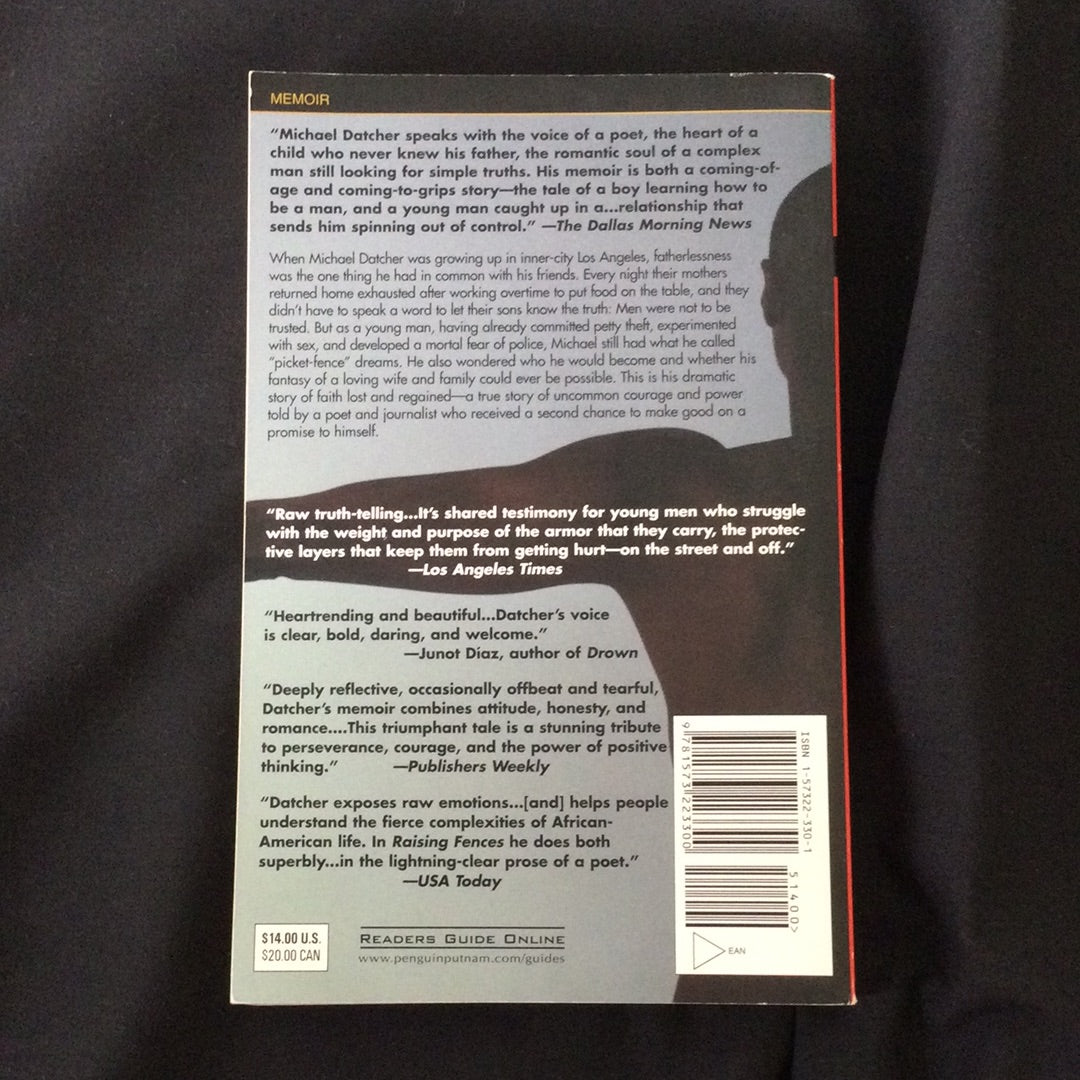 MEMOIR
“Michael Datcher speaks with the voice of a poet, the heart of a
child who never knew his father, the romantic soul of a complex
man still looking for simple truths. His memoir is both a coming-of-
age and coming-to-grips story—the tale of a boy learning how to
be a man, and a young man caught up in a...relationship that
sends him spinning out of control.” —The Dallas Morning News
When Michael Datcher was growing up in inner-city Los Angeles, fatherlessness
was the one thing he had in common with his friends. Every night their mothers
returned home exhausted after working overtime to put food on the table, and they
didn’t have to speak a word to let their sons know the truth: Men were not to be
trusted. But as a young man, having already committed petty theft, experimented
with sex, and developed a mortal fear of police, Michael still had what he called
“picket-fence” dreams. He also wondered who he would become and whether his
fantasy of a loving wife and family could ever be possible. This is his dramatic
story of faith lost and regained—a true story of uncommon courage and power
told by a poet and journalist who received a second chance to make good on a
promise to himself.
“Raw truth-telling...It’s shared testimony for young men who struggle
with the weight and purpose of the armor that they carry, the protec-
tive layers that keep them from getting hurt—on the street and off.”
—Los Angeles Times
“Heartrending and beautiful...Datcher’s voice
is clear, bold, daring, and welcome.”
—Junot Díaz, author of Drown
“Deeply reflective, occasionally offbeat and tearful,
Datcher’s memoir combines attitude, honesty, and
romance....This triumphant tale is a stunning tribute
to perseverance, courage, and the power of positive
thinking.” —Publishers Weekly
“Datcher exposes raw emotions...[and] helps people
understand the fierce complexities of African-
American life. In Raising Fences he does both
superbly...in the lightning-clear prose of a poet.”
—USA Today
$14.00 U.S.
$20.00 CAN
READERS GUIDE ONLINE
www.penguinputnam.com/guides
ISBN 1-57322-330-1
9 781573 223300
51400>
EAN